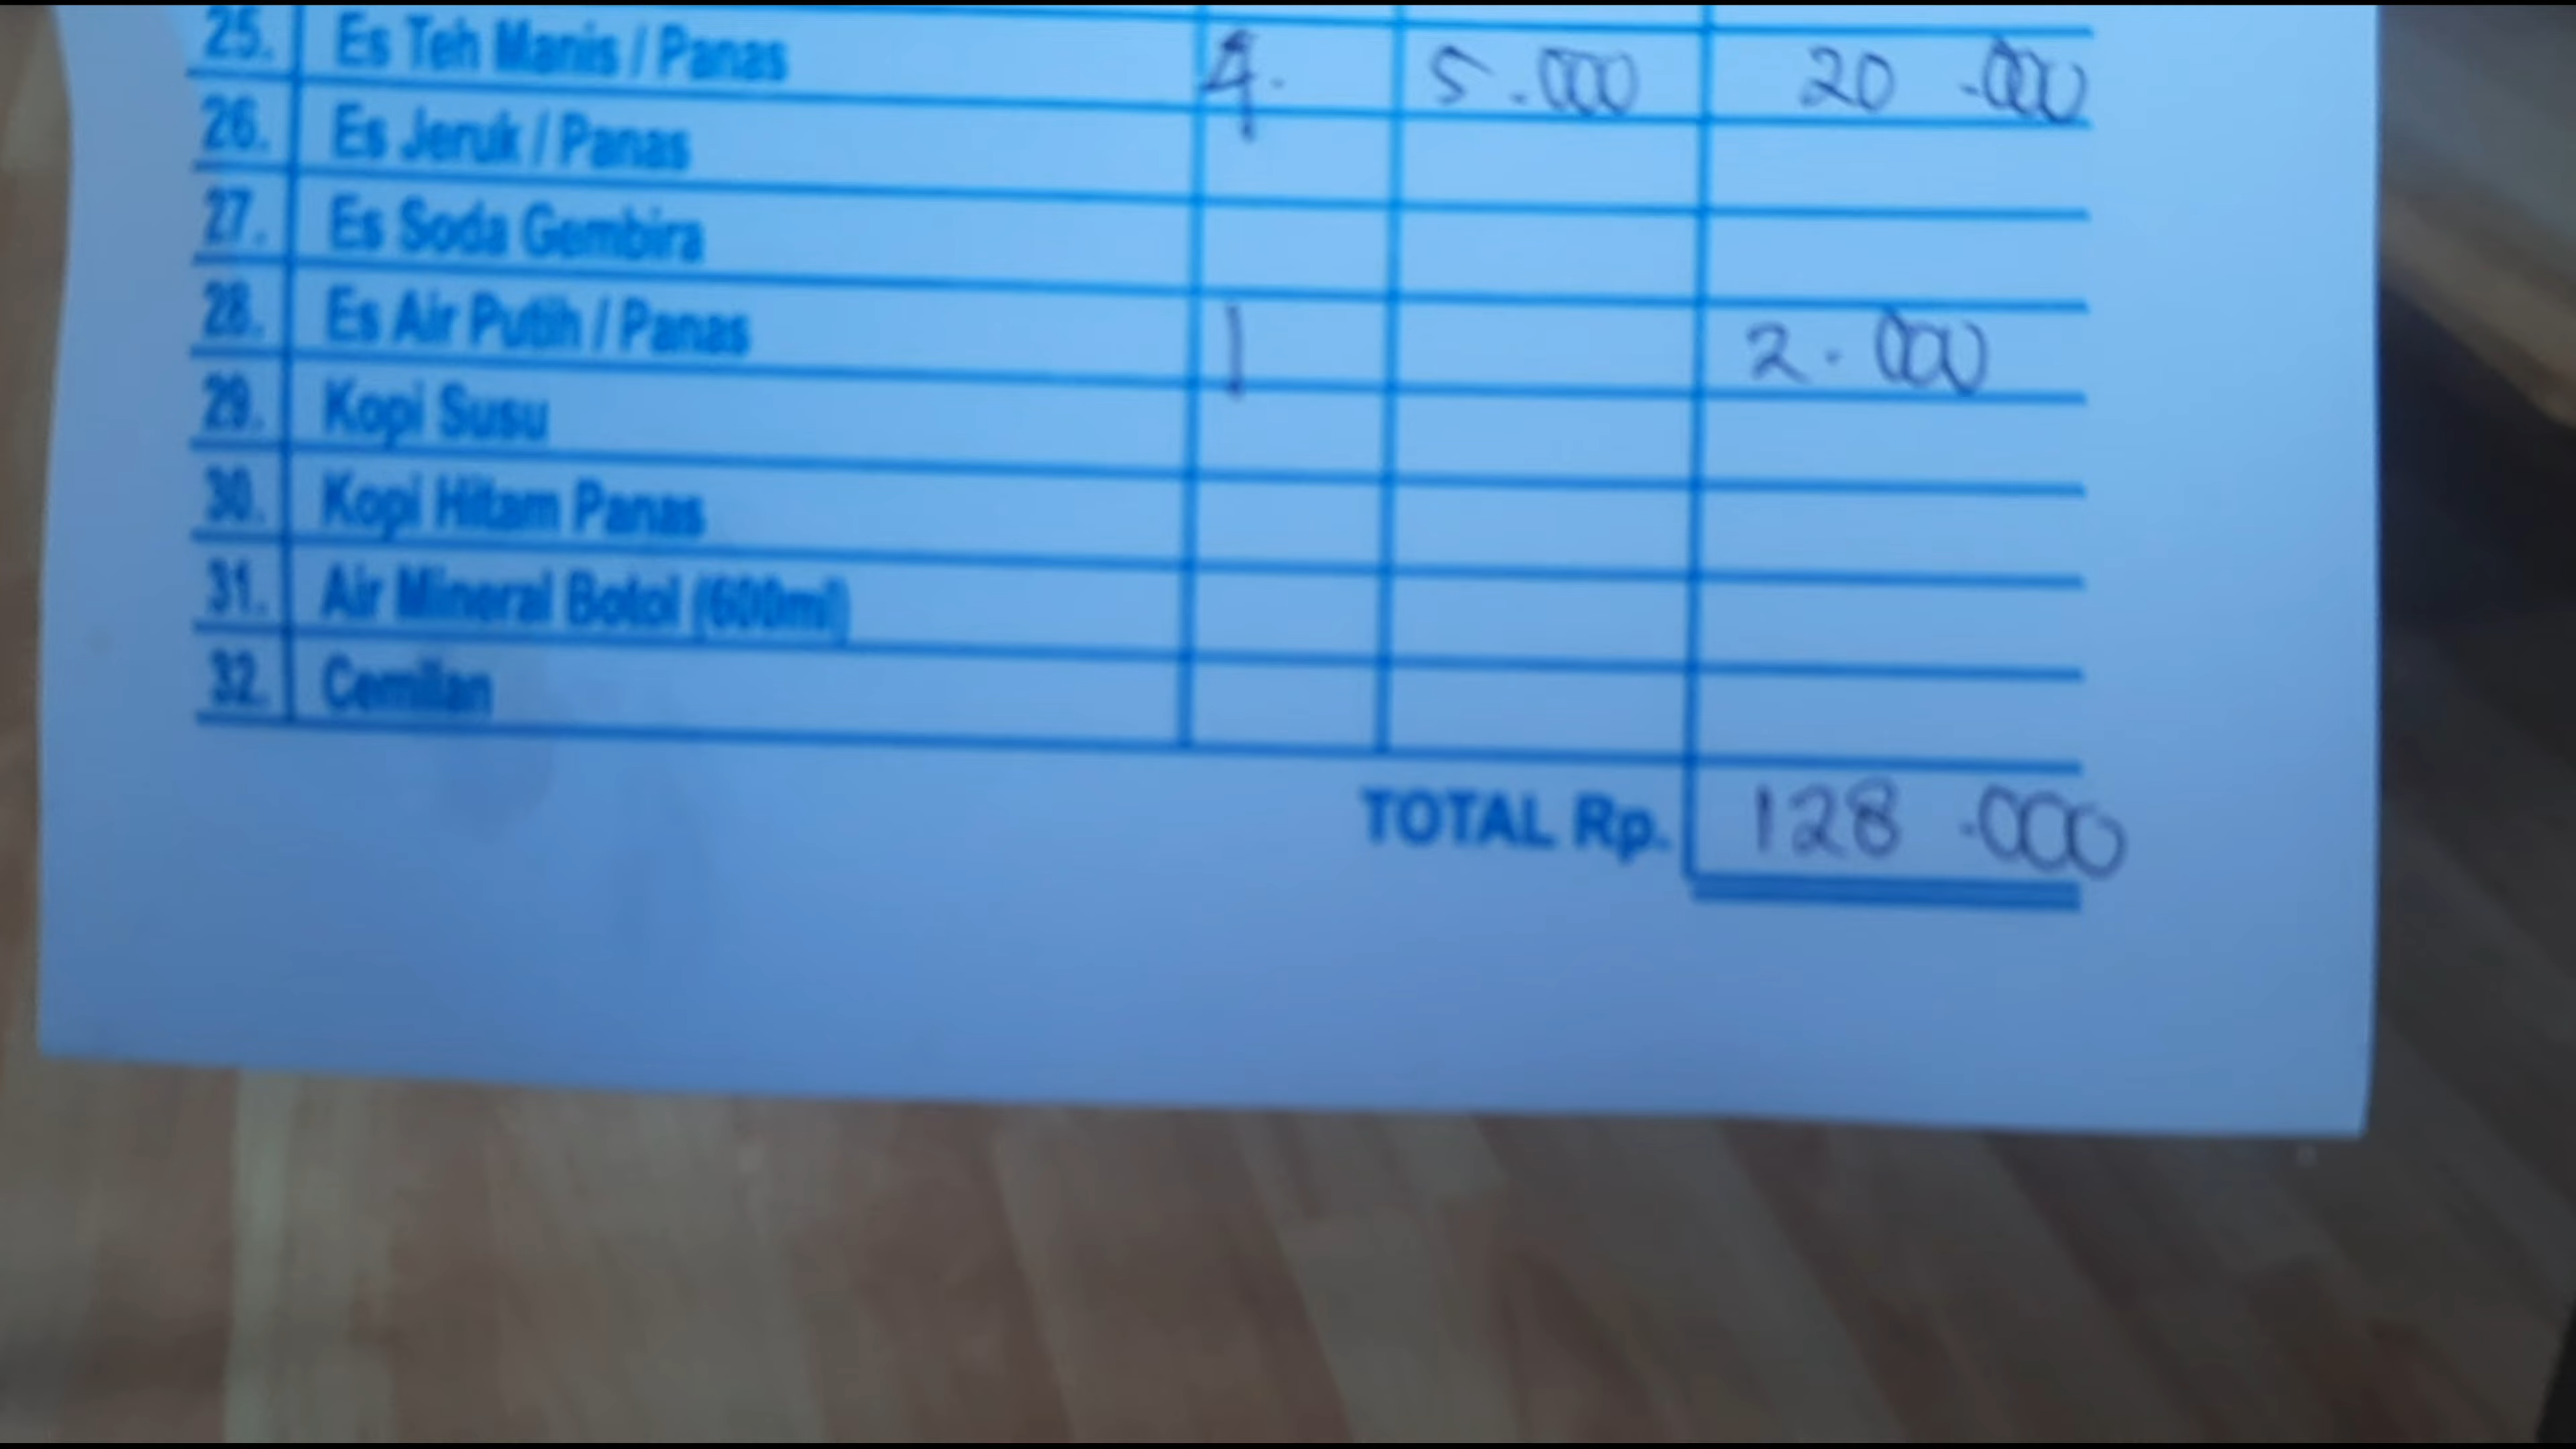 25. Es Teh Manis / Panas 4. 5.000 20.000
26. Es Jeruk / Panas
27. Es Soda Gembira
28. Es Air Putih / Panas 1 2.000
29. Kopi Susu
30. Kopi Hitam Panas
31. Air Mineral Botol (600ml)
32. Cemilan
TOTAL Rp. 128.000